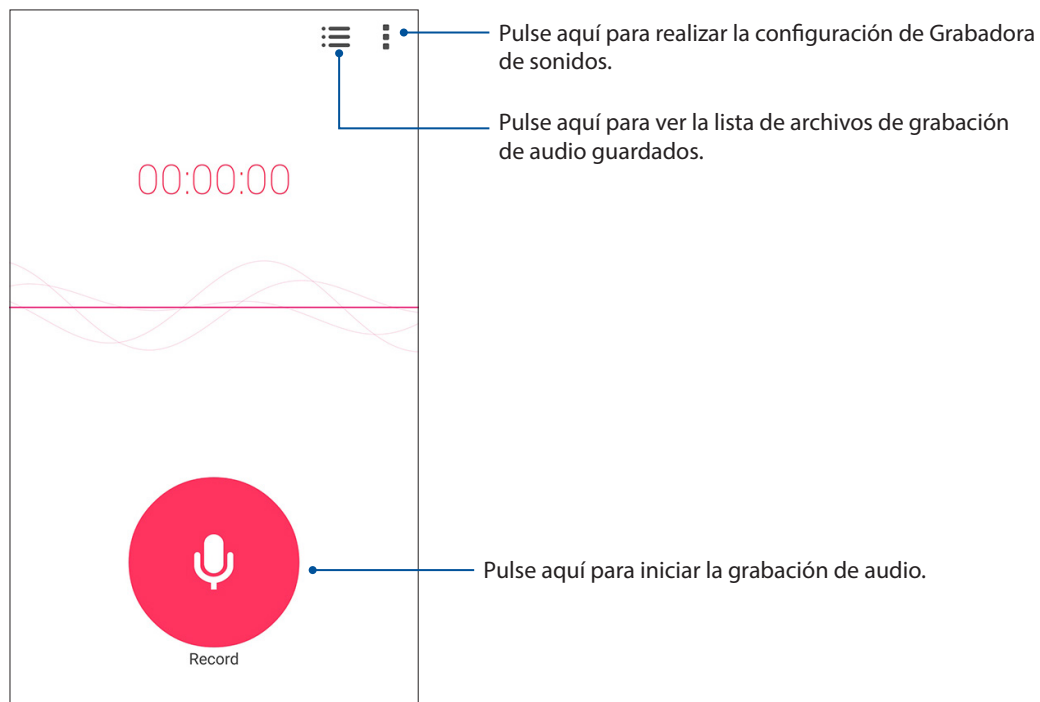 Pulse aquí para realizar la configuración de Grabadora
de sonidos.
Pulse aquí para ver la lista de archivos de grabación
de audio guardados.
00:00:00
Pulse aquí para iniciar la grabación de audio.
Record